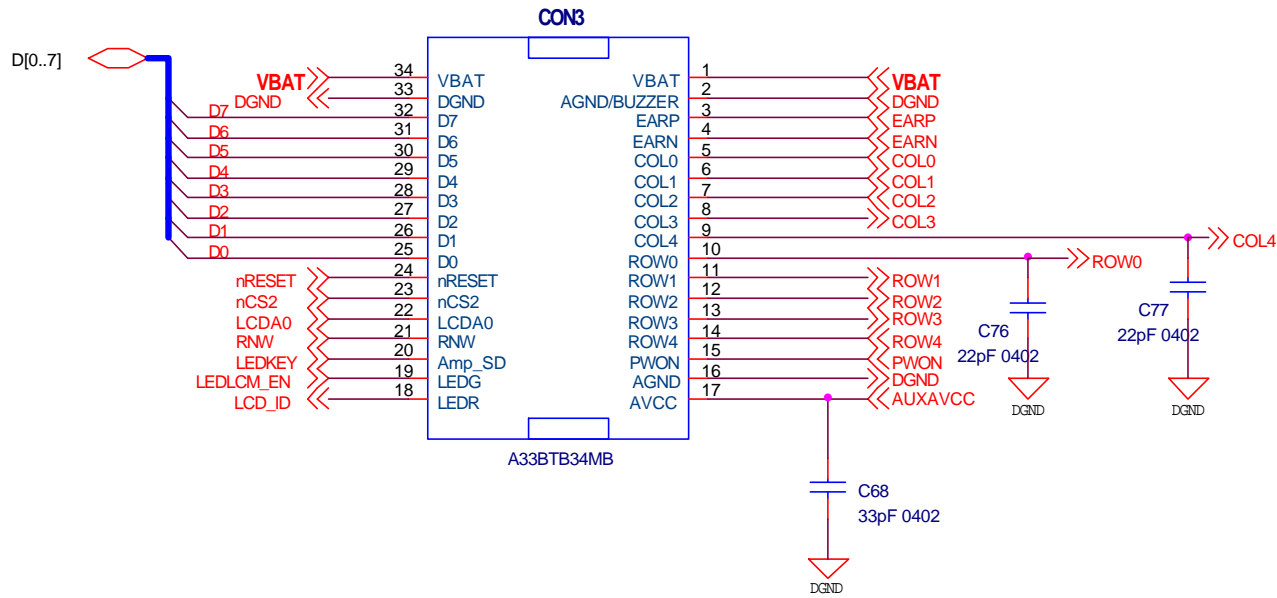 CON3
D[0..7]
VBAT 34 VBAT VBAT 1 VBAT
DGND 33 DGND AGND/BUZZER 2 DGND
D7 32 D7 EARP 3 EARP
D6 31 D6 EARN 4 EARN
D5 30 D5 COL0 5 COL0
D4 29 D4 COL1 6 COL1
D3 28 D3 COL2 7 COL2
D2 27 D2 COL3 8 COL3
D1 26 D1 COL4 9 COL4
D0 25 D0 ROW0 10 ROW0
nRESET 24 nRESET ROW1 11 ROW1
nCS2 23 nCS2 ROW2 12 ROW2
LCDA0 22 LCDA0 ROW3 13 ROW3
RNW 21 RNW ROW4 14 ROW4
LEDKEY 20 Amp_SD PWON 15 PWON
LEDLCM_EN 19 LEDG AGND 16 DGND
LCD_ID 18 LEDR AVCC 17 AUXAVCC
C77
22pF 0402
C76
22pF 0402
DGND
DGND
A33BTB34MB
C68
33pF 0402
DGND